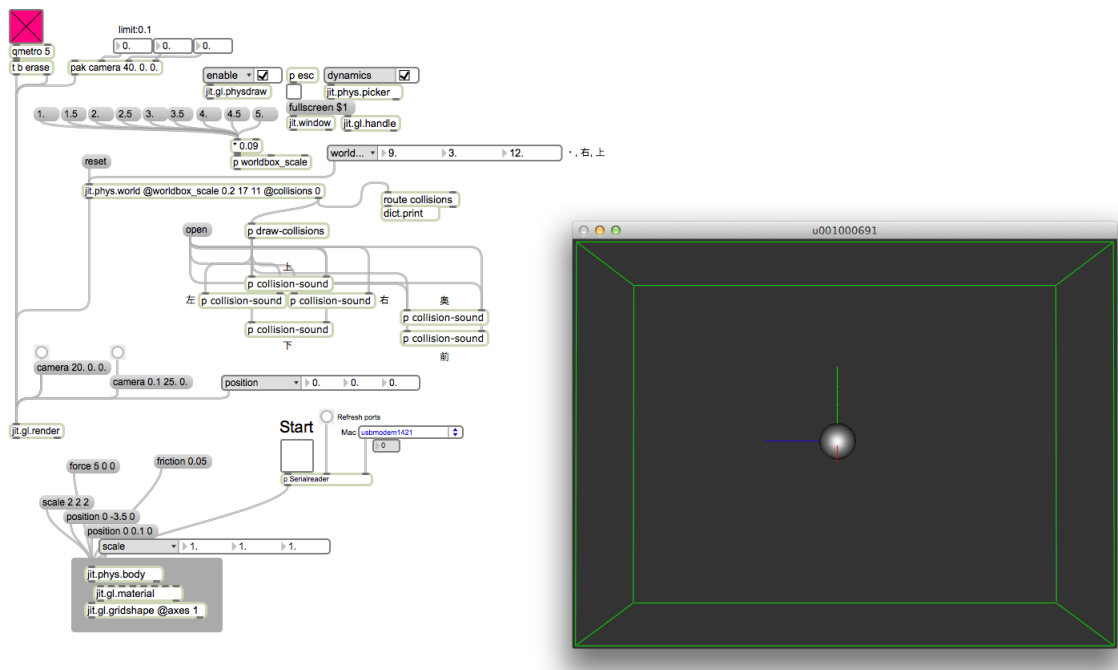 limit:0.1
0. 0. 0.
qmetro 5
t b erase
pak camera 40. 0. 0.
enable
p esc
dynamics
jit.gl.physdraw
jit.phys.picker
fullscreen $1
1. 1.5 2. 2.5 3. 3.5 4. 4.5 5.
jit.window
jit.gl.handle
* 0.09
p worldbox_scale
world... 9. 3. 12.
・, 右, 上
reset
jit.phys.world @worldbox_scale 0.2 17 11 @collisions 0
route collisions
dict.print
open
p draw-collisions
u001000691
上
p collision-sound
左
p collision-sound
p collision-sound
右
奥
p collision-sound
p collision-sound
下
p collision-sound
前
camera 20. 0. 0.
camera 0.1 25. 0.
position 0. 0. 0.
jit.gl.render
Start
Refresh ports
Mac usbmodem1421
0
p Serialreader
force 5 0 0
friction 0.05
scale 2 2 2
position 0 -3.5 0
position 0 0.1 0
scale 1. 1. 1.
jit.phys.body
jit.gl.material
jit.gl.gridshape @axes 1